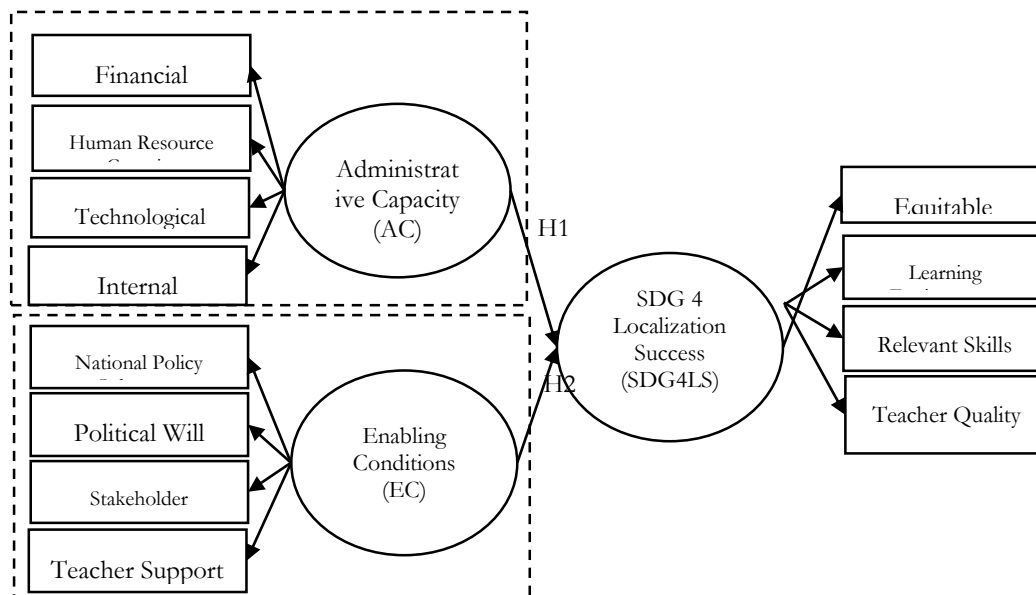 Financial
Human Resource
Technological
Internal
Administrat
ive Capacity
(AC)
H1
National Policy
Political Will
Stakeholder
Teacher Support
Enabling
Conditions
(EC)
H2
SDG 4
Localization
Success
(SDG4LS)
Equitable
Learning
Relevant Skills
Teacher Quality